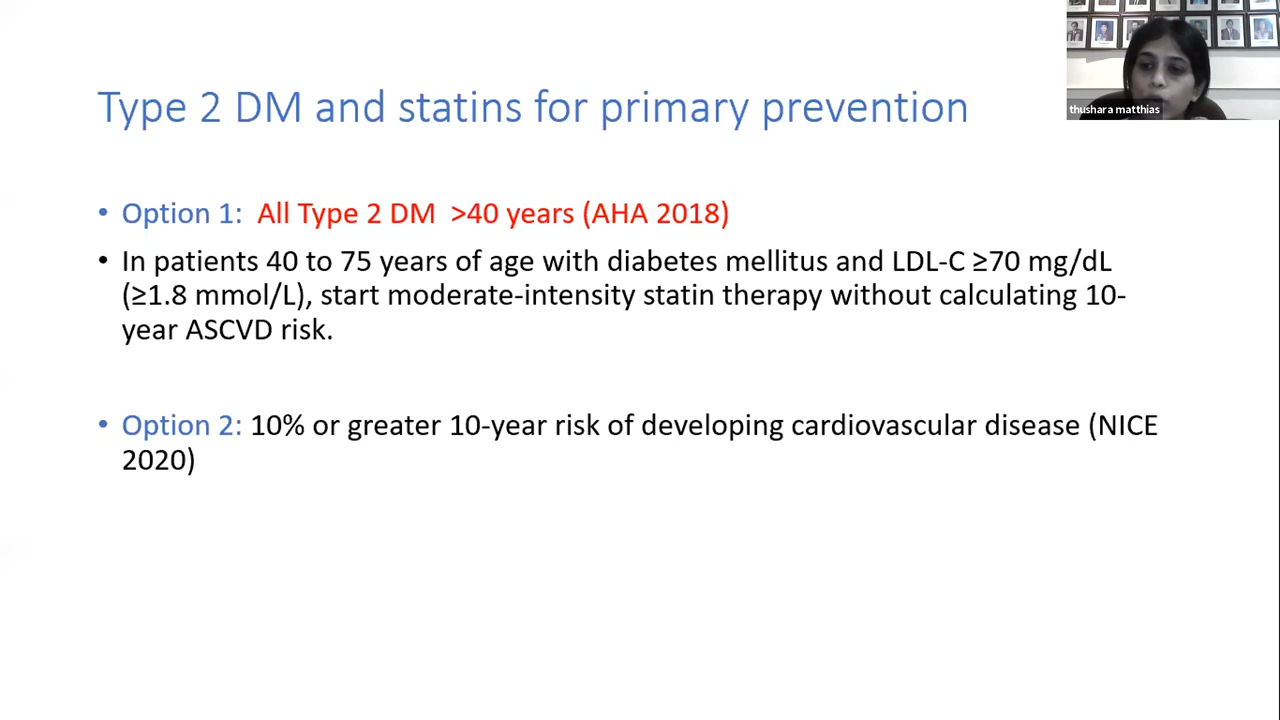 thushara matthias
Type 2 DM and statins for primary prevention
• Option 1: All Type 2 DM >40 years (AHA 2018)
• In patients 40 to 75 years of age with diabetes mellitus and LDL-C ≥70 mg/dL
(≥1.8 mmol/L), start moderate-intensity statin therapy without calculating 10-
year ASCVD risk.
• Option 2: 10% or greater 10-year risk of developing cardiovascular disease (NICE
2020)